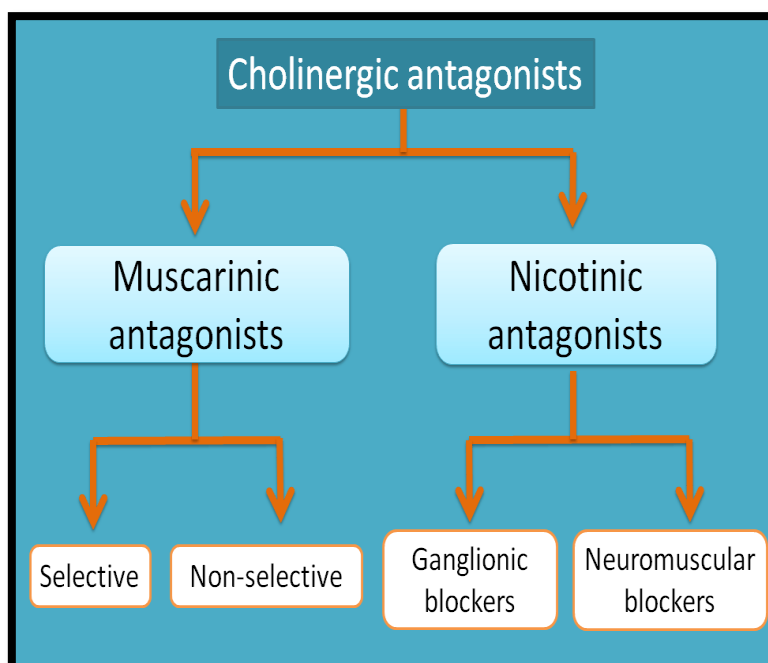 Cholinergic antagonists
Muscarinic
antagonists
Nicotinic
antagonists
Selective
Non-selective
Ganglionic
blockers
Neuromuscular
blockers